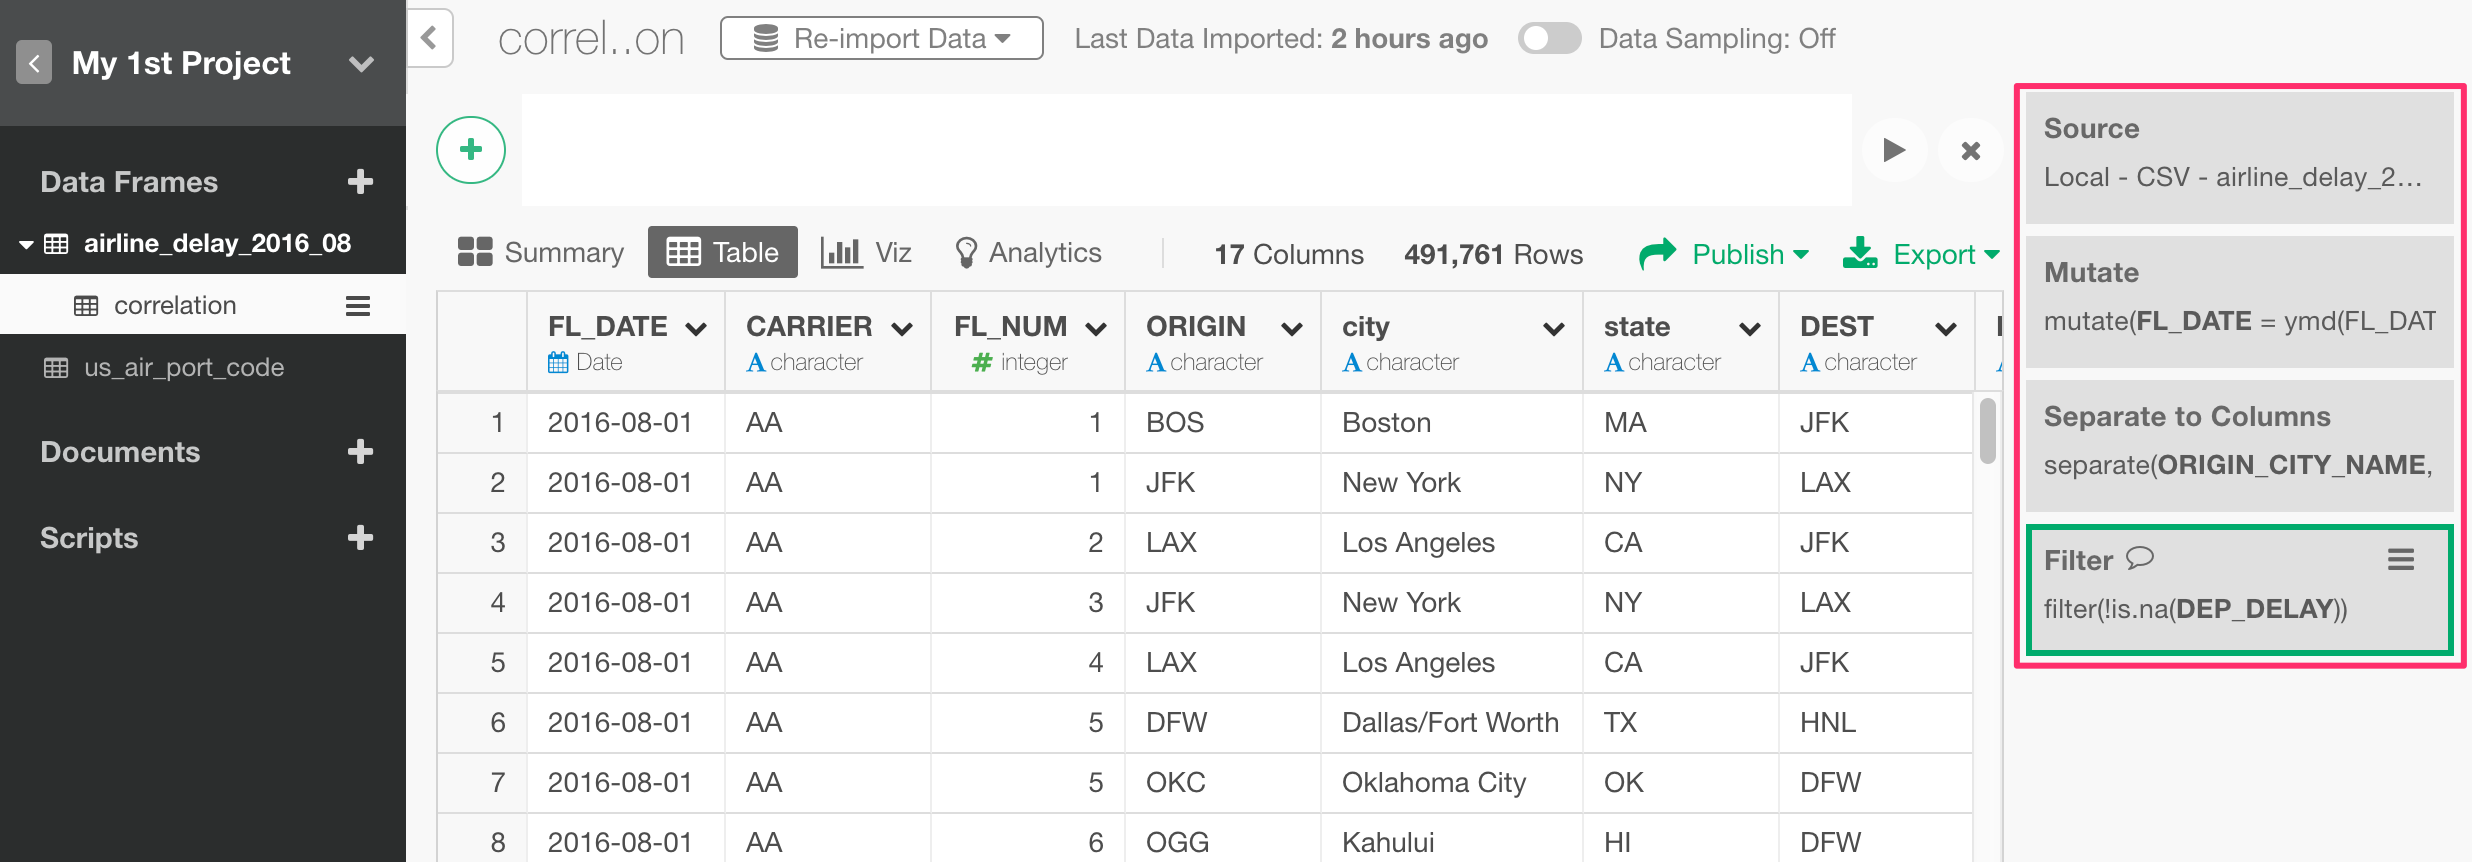 My 1st Project
correl..on
Re-import Data
Last Data Imported: 2 hours ago
Data Sampling: Off
Data Frames
airline_delay_2016_08
correlation
us_air_port_code
Documents
Scripts
Summary
Table
Viz
Analytics
17 Columns
491,761 Rows
Publish
Export
FL_DATE CARRIER FL_NUM ORIGIN city state DEST
Date A character # integer A character A character A character A character
1 2016-08-01 AA 1 BOS Boston MA JFK
2 2016-08-01 AA 1 JFK New York NY LAX
3 2016-08-01 AA 2 LAX Los Angeles CA JFK
4 2016-08-01 AA 3 JFK New York NY LAX
5 2016-08-01 AA 4 LAX Los Angeles CA JFK
6 2016-08-01 AA 5 DFW Dallas/Fort Worth TX HNL
7 2016-08-01 AA 5 OKC Oklahoma City OK DFW
8 2016-08-01 AA 6 OGG Kahului HI DFW
Source
Local - CSV - airline_delay_2...
Mutate
mutate(FL_DATE = ymd(FL_DAT
Separate to Columns
separate(ORIGIN_CITY_NAME,
Filter
filter(!is.na(DEP_DELAY))